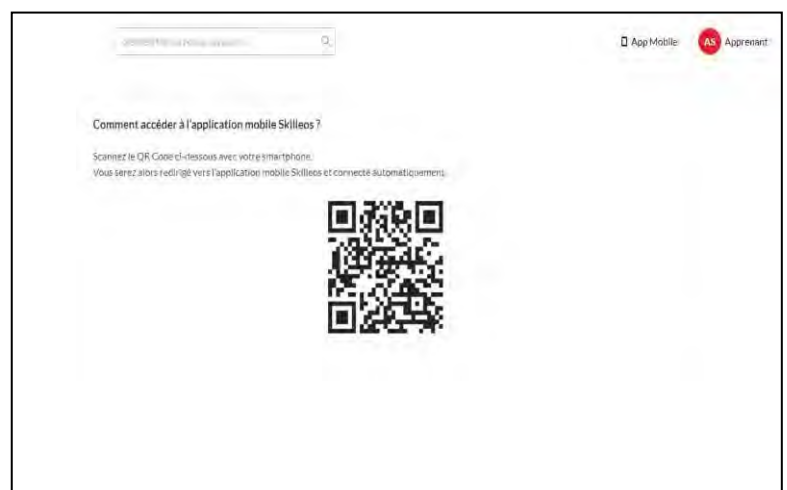 App Mobile
AS Apprenant
Comment accéder à l'application mobile Skilleos ?
Scannez le QR Code ci-dessous avec votre smartphone.
Vous serez alors redirigé vers l'application mobile Skilleos et connecté automatiquement.